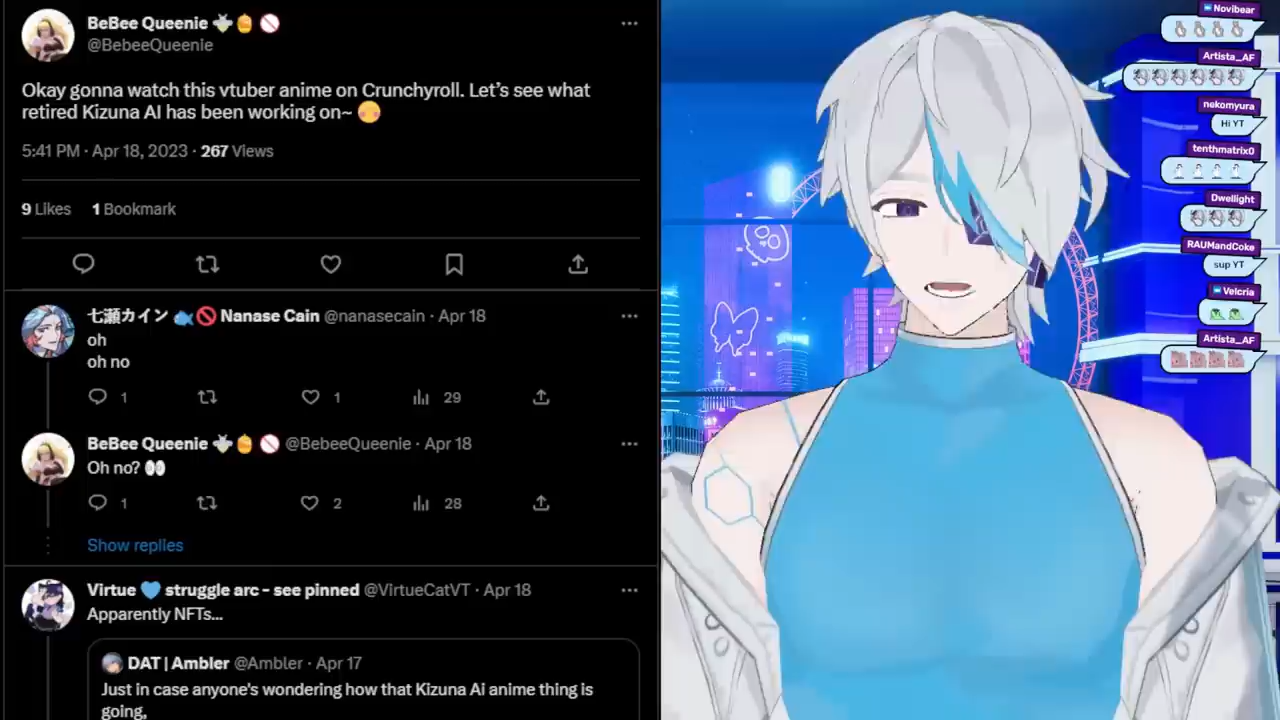 BeBee Queenie
@BebeeQueenie
Okay gonna watch this vtuber anime on Crunchyroll. Let's see what
retired Kizuna AI has been working on~
5:41 PM · Apr 18, 2023 · 267 Views
9 Likes 1 Bookmark
七瀬カイン Nanase Cain @nanasecain · Apr 18
oh
oh no
1 1 29
BeBee Queenie @BebeeQueenie · Apr 18
Oh no?
1 2 28
Show replies
Virtue struggle arc - see pinned @VirtueCatVT · Apr 18
Apparently NFTs...
DAT | Ambler @Ambler · Apr 17
Just in case anyone's wondering how that Kizuna Ai anime thing is
going,
Novibear
Artista_AF
nekomyura
Hi YT
tenthmatrix0
Dwellight
RAUMandCoke
sup YT
Velcria
Artista_AF